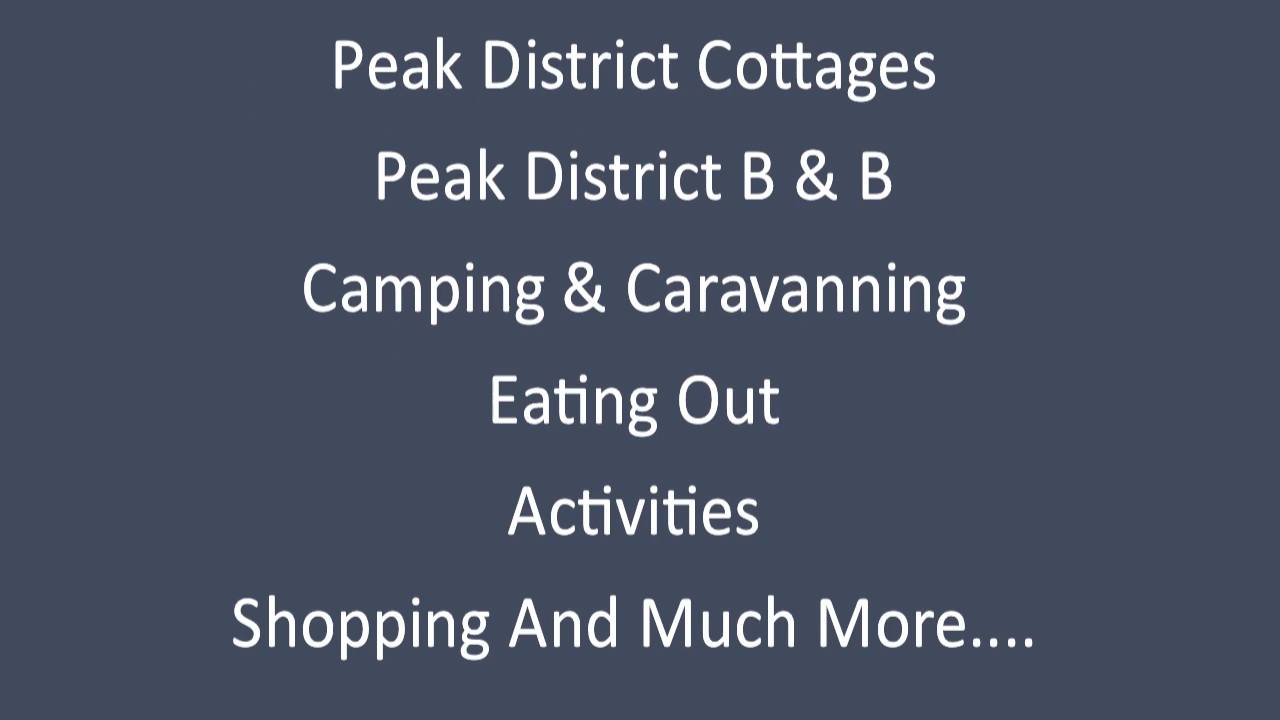 Peak District Cottages
Peak District B & B
Camping & Caravanning
Eating Out
Activities
Shopping And Much More....